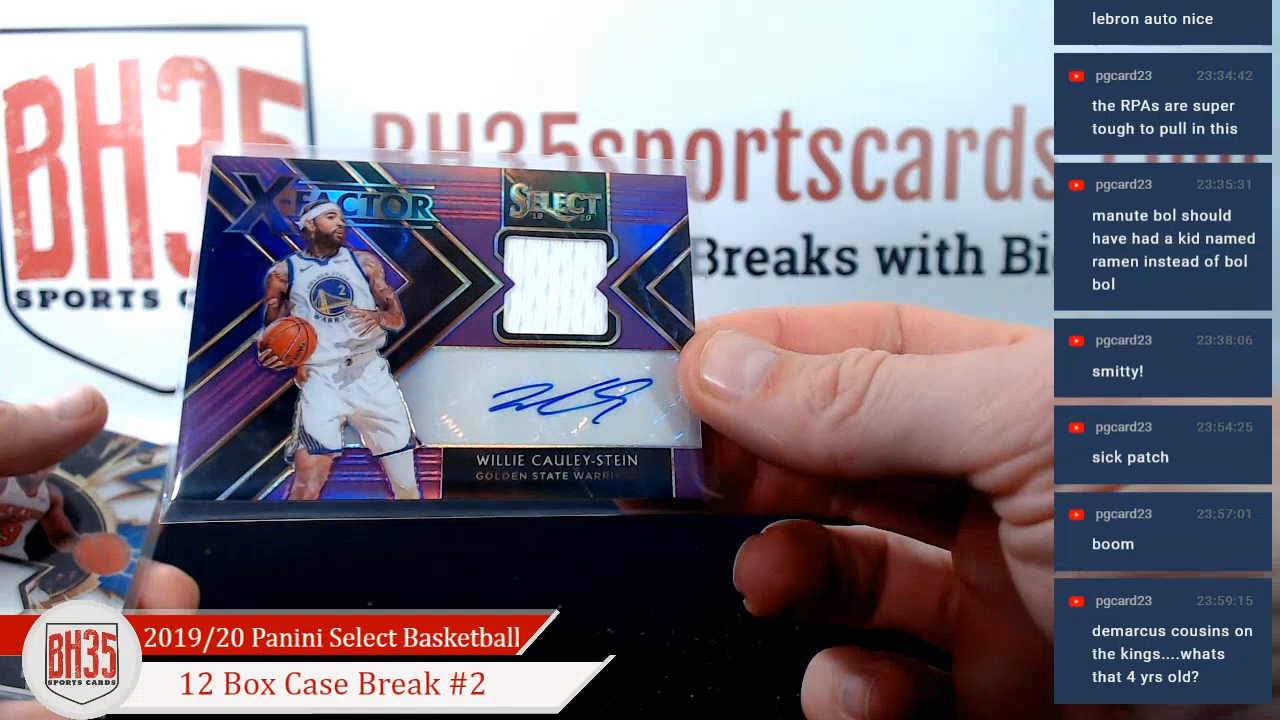 BH35
SPORTS C
BH35sportscards
Breaks with Bi
X-FACTOR
SELECT
19 20
2
WILLIE CAULEY-STEIN
GOLDEN STATE WARRI
BH35
SPORTS CARDS
2019/20 Panini Select Basketball
12 Box Case Break #2
lebron auto nice
pgcard23 23:34:42
the RPAs are super
tough to pull in this
pgcard23 23:35:31
manute bol should
have had a kid named
ramen instead of bol
bol
pgcard23 23:38:06
smitty!
pgcard23 23:54:25
sick patch
pgcard23 23:57:01
boom
pgcard23 23:59:15
demarcus cousins on
the kings....whats
that 4 yrs old?